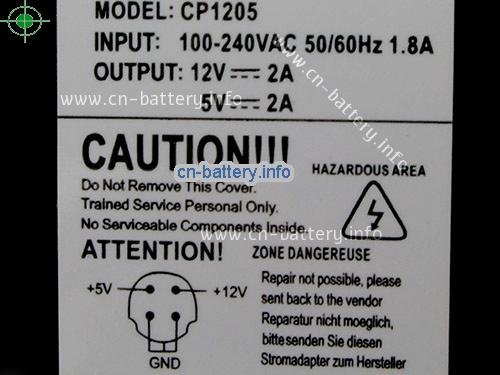 MODEL: CP1205
INPUT: 100-240VAC 50/60Hz 1.8A
OUTPUT: 12V⎓2A
5V⎓2A
www.cn-battery.info
www.cn-battery.info
CAUTION!!!
cn-battery.info
HAZARDOUS AREA
Do Not Remove This Cover.
Trained Service Personal Only.
No Serviceable Components Inside.
www.cn-battery.info
ATTENTION!
ZONE DANGEREUSE
+5V
+12V
GND
Repair not possible, please
sent back to the vendor
Reparatur nicht moeglich,
bitte senden Sie diesen
Stromadapter zum Hersteller